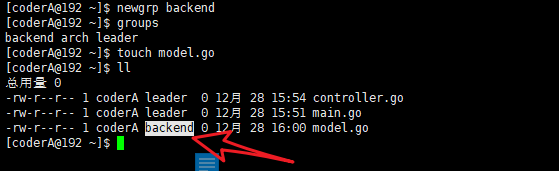 [coderA@192 ~]$ newgrp backend
[coderA@192 ~]$ groups
backend arch leader
[coderA@192 ~]$ touch model.go
[coderA@192 ~]$ ll
总用量 0
-rw-r--r-- 1 coderA leader  0 12月 28 15:54 controller.go
-rw-r--r-- 1 coderA leader  0 12月 28 15:51 main.go
-rw-r--r-- 1 coderA backend 0 12月 28 16:00 model.go
[coderA@192 ~]$